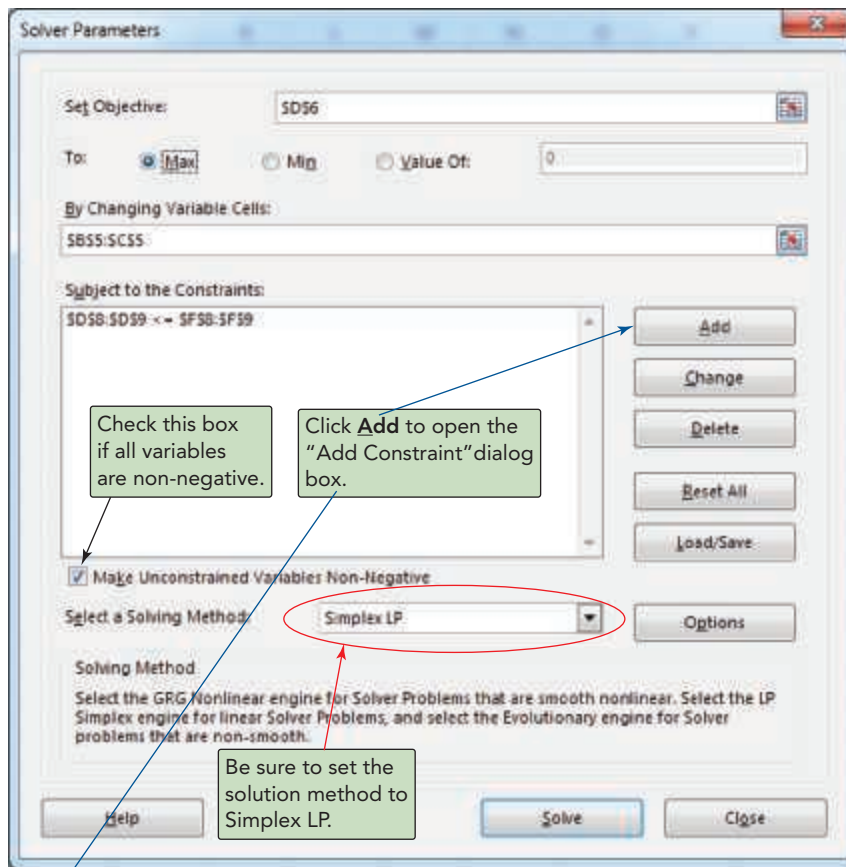 Solver Parameters
Set Objective: $D$6
To: Max Min Value Of: 0
By Changing Variable Cells:
$B$5:$C$5
Subject to the Constraints:
$D$8:$D$9 <= $F$8:$F$9
Add
Change
Delete
Reset All
Load/Save
Check this box
if all variables
are non-negative.
Click Add to open the
“Add Constraint”dialog
box.
Make Unconstrained Variables Non-Negative
Select a Solving Method: Simplex LP
Options
Solving Method
Select the GRG Nonlinear engine for Solver Problems that are smooth nonlinear. Select the LP
Simplex engine for linear Solver Problems, and select the Evolutionary engine for Solver
problems that are non-smooth.
Be sure to set the
solution method to
Simplex LP.
Help
Solve
Close